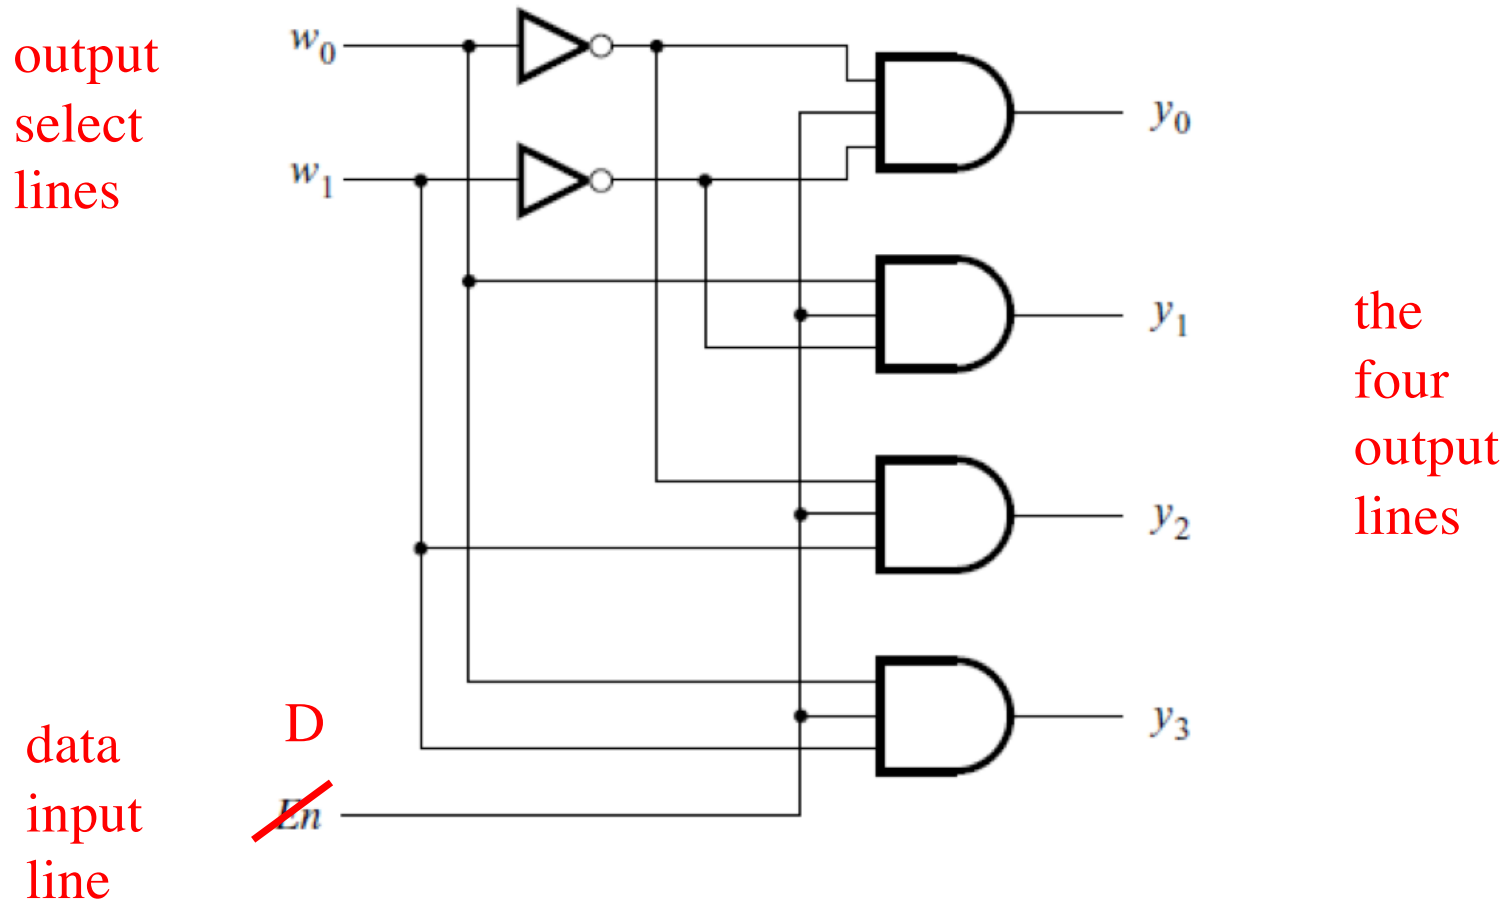 output
select
lines
w0
w1
y0
y1
y2
y3
the
four
output
lines
D
data
input
line
En